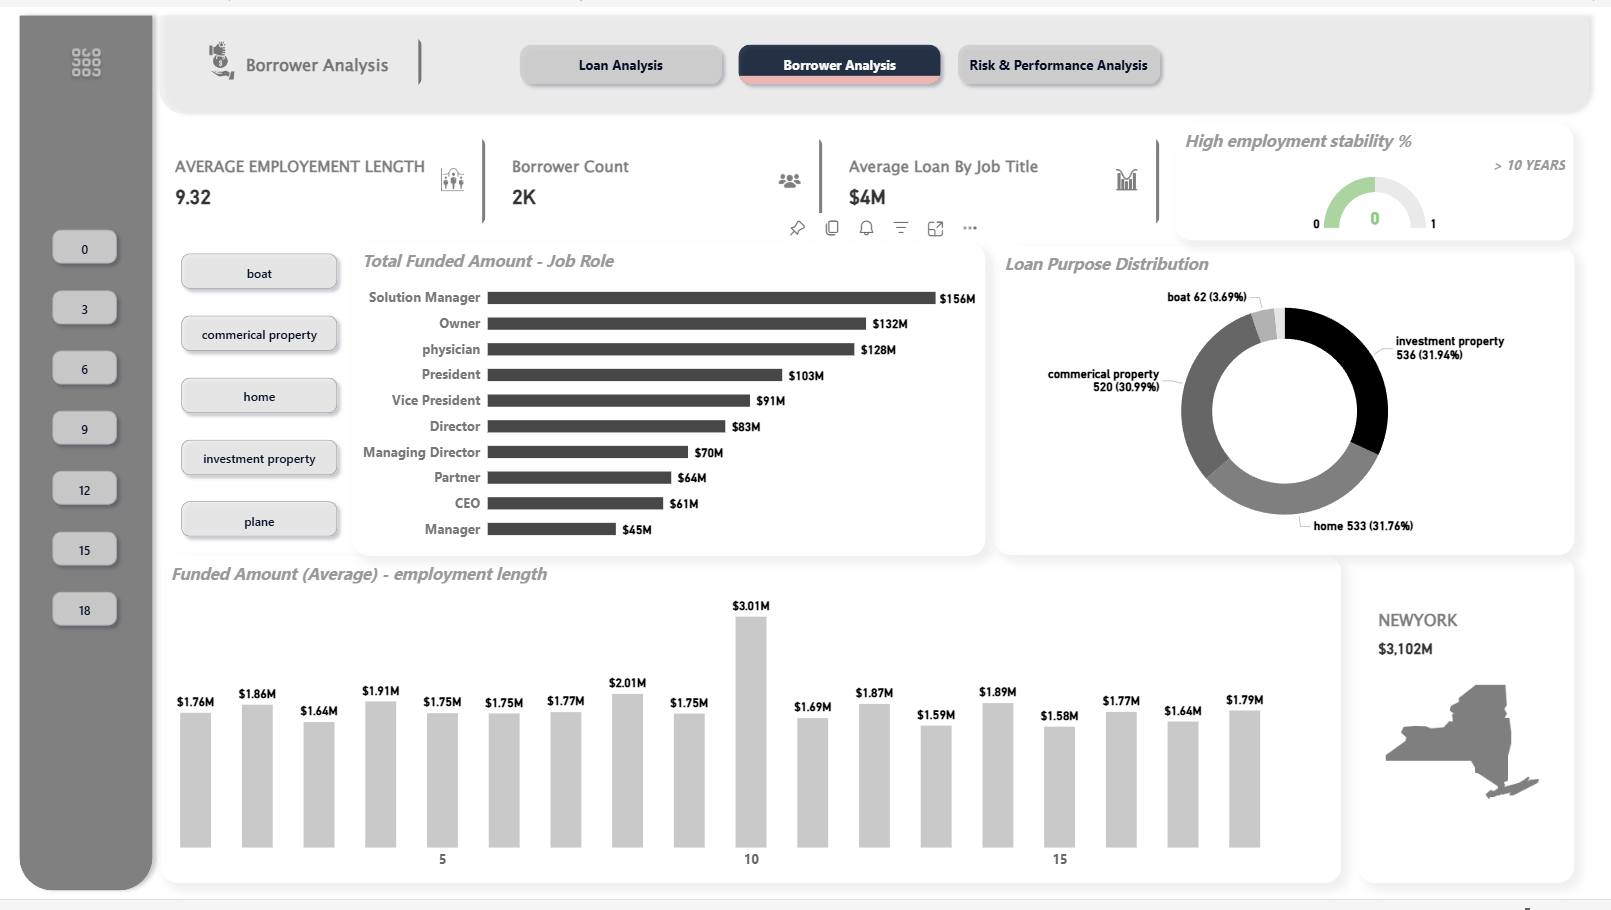 Borrower Analysis
Loan Analysis
Borrower Analysis
Risk & Performance Analysis
AVERAGE EMPLOYEMENT LENGTH
9.32
Borrower Count
2K
Average Loan By Job Title
$4M
High employment stability %
> 10 YEARS
0
0
1
0
3
6
9
12
15
18
boat
commerical property
home
investment property
plane
Total Funded Amount - Job Role
Solution Manager $156M
Owner $132M
physician $128M
President $103M
Vice President $91M
Director $83M
Managing Director $70M
Partner $64M
CEO $61M
Manager $45M
Loan Purpose Distribution
boat 62 (3.69%)
investment property
536 (31.94%)
commerical property
520 (30.99%)
home 533 (31.76%)
Funded Amount (Average) - employment length
$1.76M $1.86M $1.64M $1.91M $1.75M $1.75M $1.77M $2.01M $1.75M $3.01M $1.69M $1.87M $1.59M $1.89M $1.58M $1.77M $1.64M $1.79M
5 10 15
NEWYORK
$3,102M